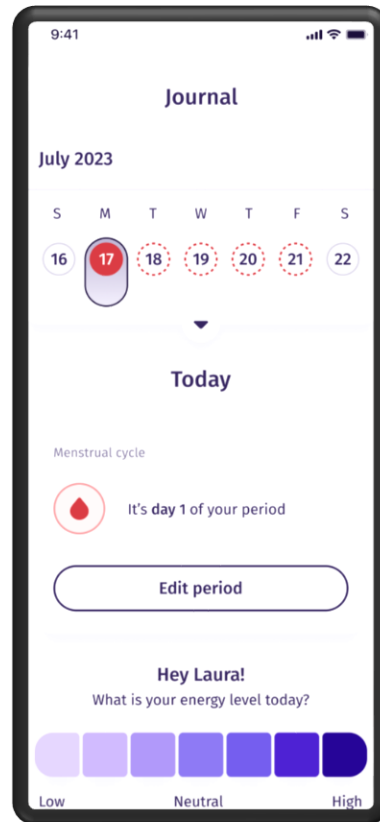 9:41
Journal
July 2023
S M T W T F S
16 17 18 19 20 21 22
Today
Menstrual cycle
It's day 1 of your period
Edit period
Hey Laura!
What is your energy level today?
Low Neutral High